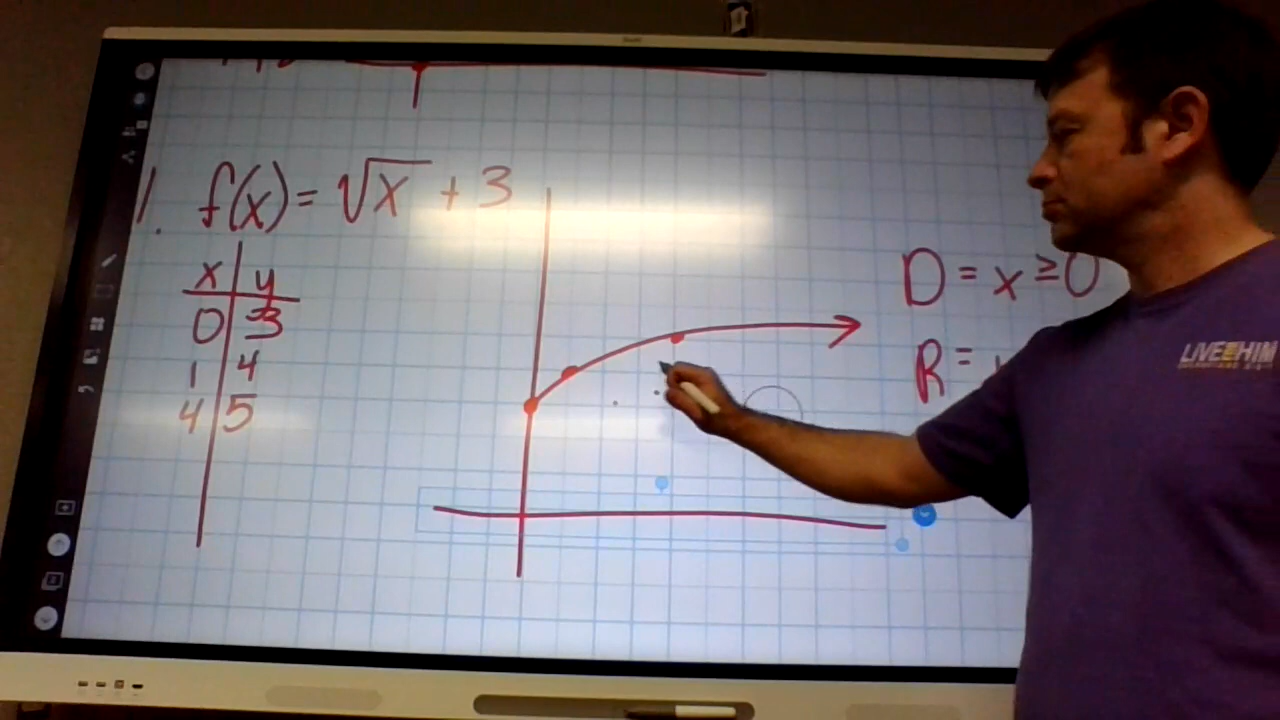 1. f(x) = √x + 3
x y
0 3
1 4
4 5
D = x ≥ 0
R =
LIVE HIM